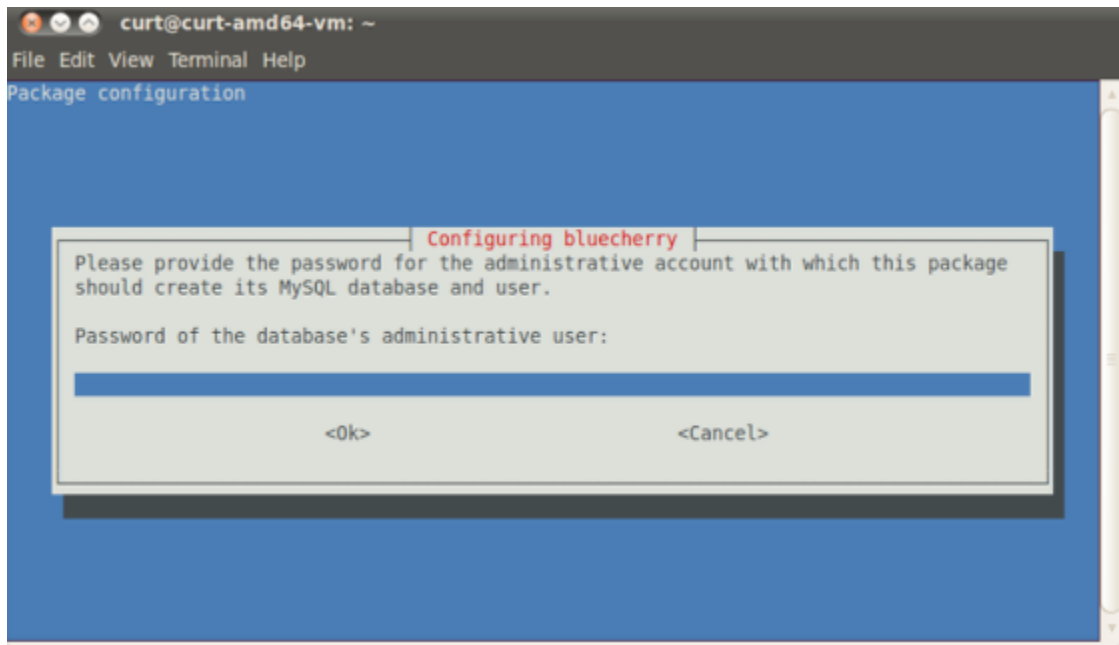 curt@curt-amd64-vm: ~
File Edit View Terminal Help
Package configuration
Configuring bluecherry
Please provide the password for the administrative account with which this package
should create its MySQL database and user.
Password of the database's administrative user:
<Ok> <Cancel>